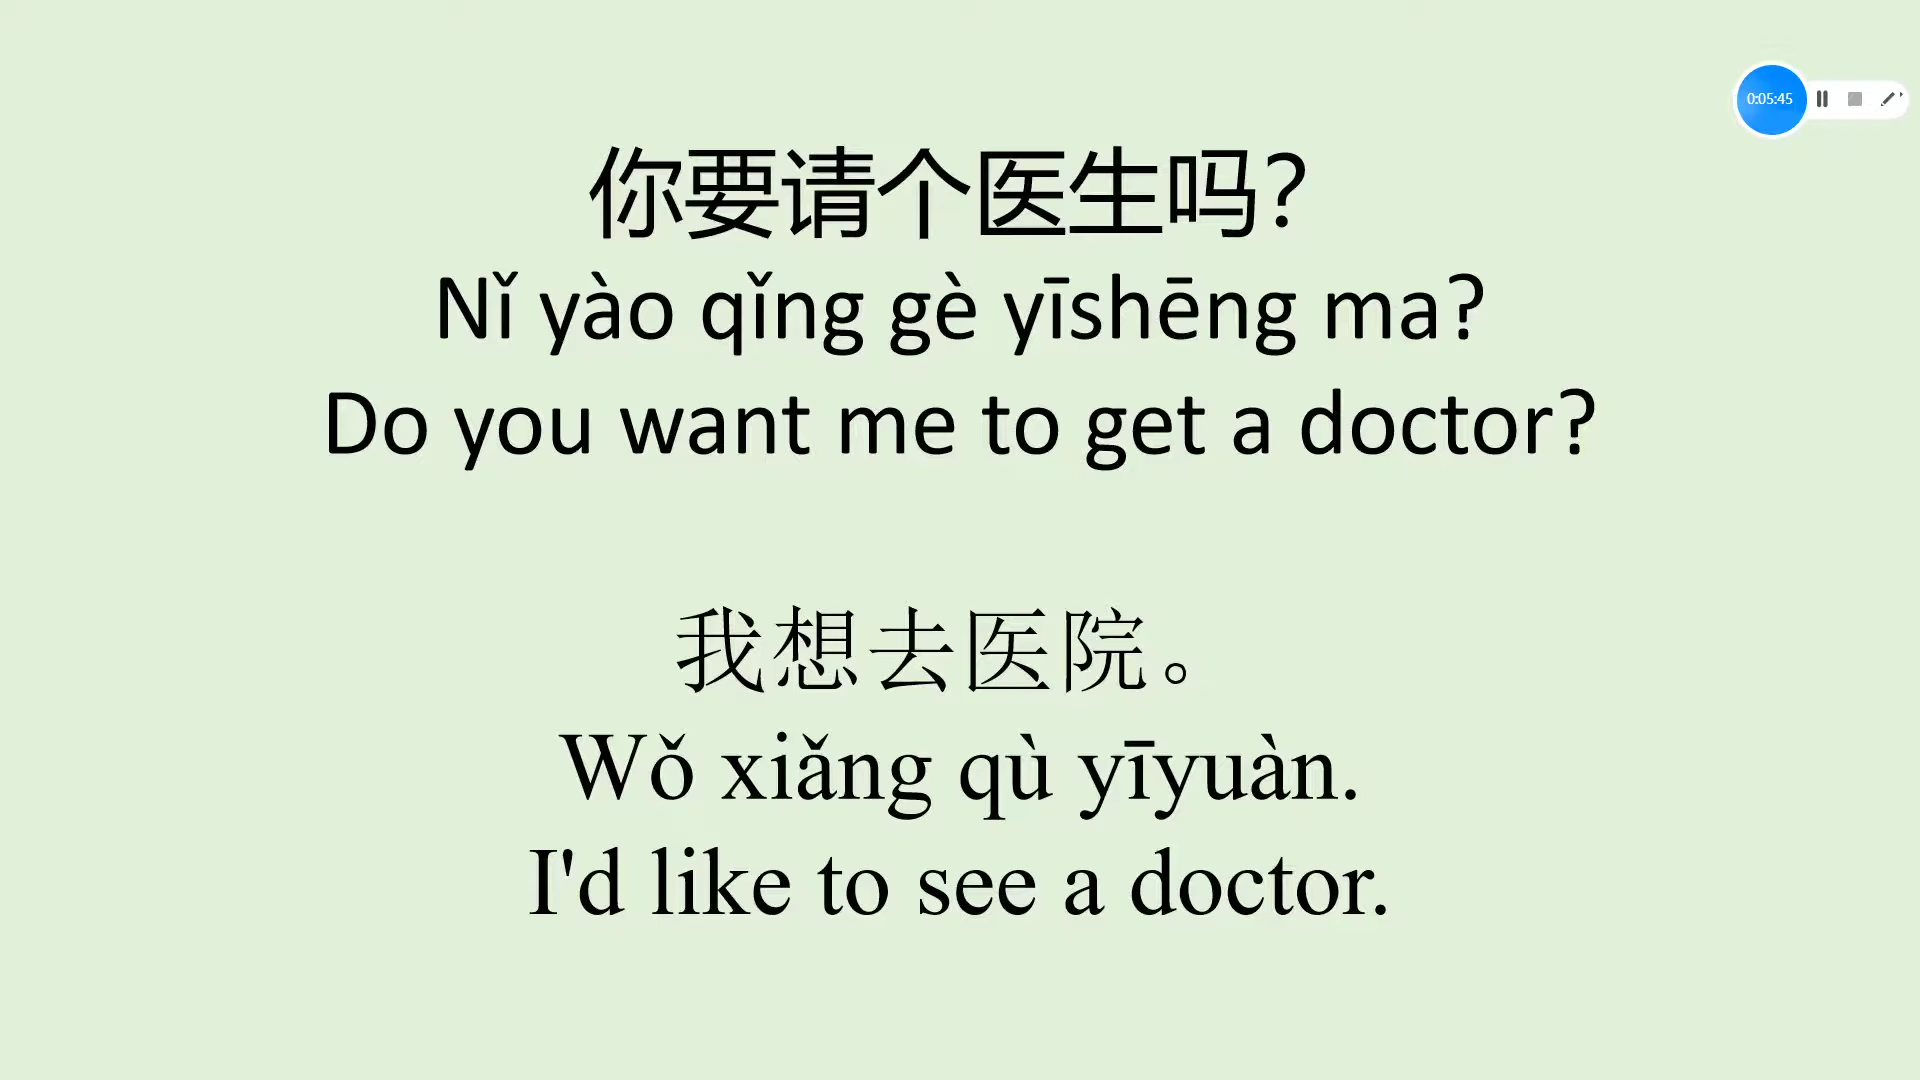 0:05:45
你要请个医生吗？
Nǐ yào qǐng gè yīshēng ma?
Do you want me to get a doctor?
我想去医院。
Wǒ xiǎng qù yīyuàn.
I'd like to see a doctor.